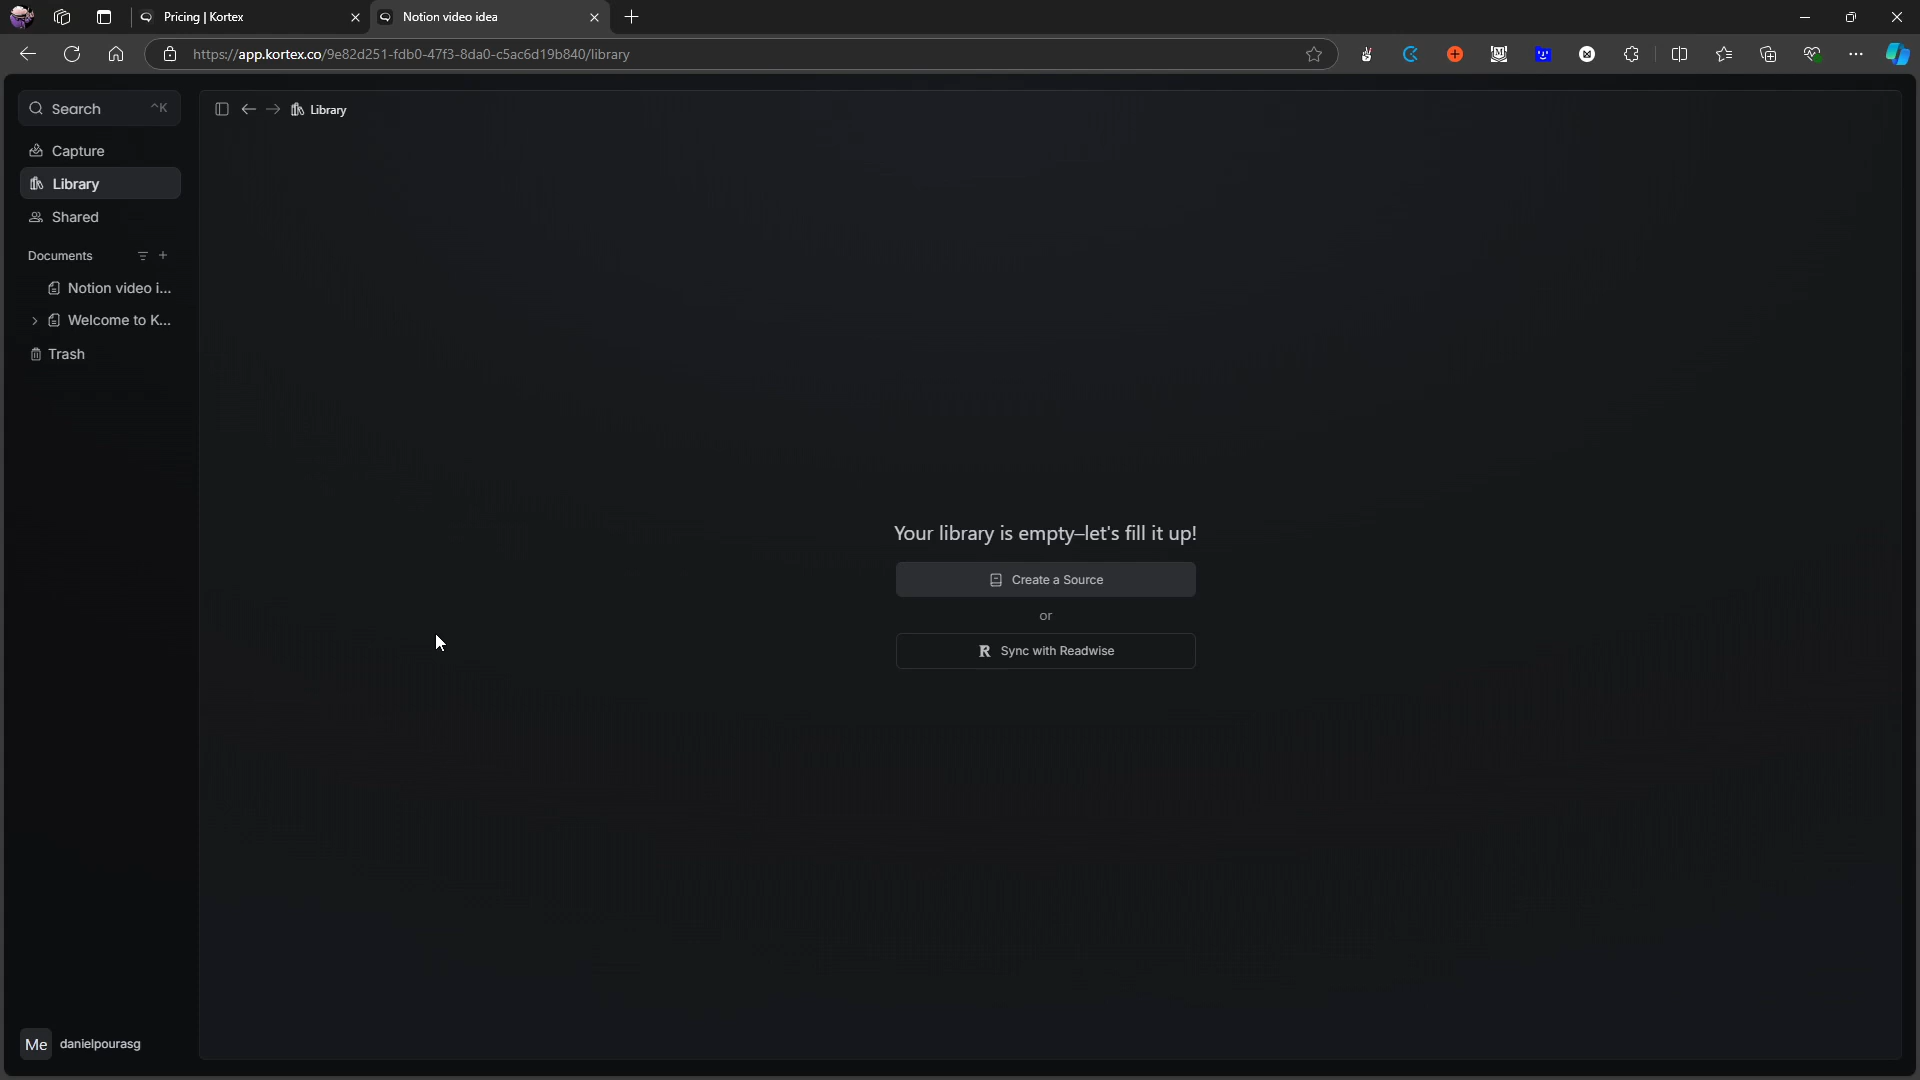 Pricing | Kortex
Notion video idea
https://app.kortex.co/9e82d251-fdb0-47f3-8da0-c5ac6d19b840/library
Search ^K
Library
Capture
Library
Shared
Documents
Notion video i...
Welcome to K...
Trash
Your library is empty–let's fill it up!
Create a Source
or
Sync with Readwise
Me danielpourasg